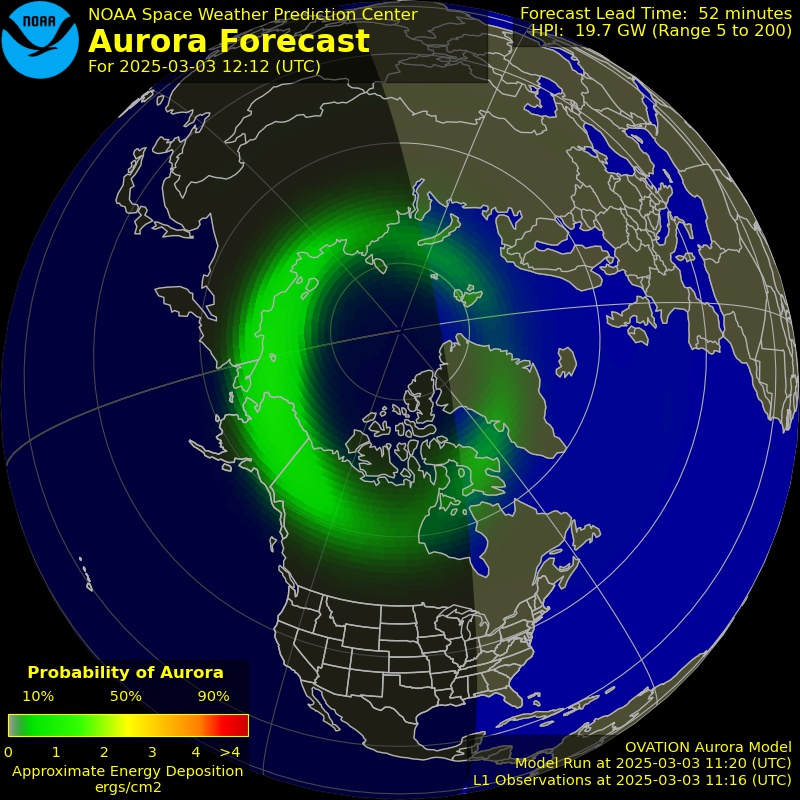 NOAA
NOAA Space Weather Prediction Center
Aurora Forecast
For 2025-03-03 12:12 (UTC)
Forecast Lead Time: 52 minutes
HPI: 19.7 GW (Range 5 to 200)
Probability of Aurora
10% 50% 90%
0 1 2 3 4 >4
Approximate Energy Deposition
ergs/cm2
OVATION Aurora Model
Model Run at 2025-03-03 11:20 (UTC)
L1 Observations at 2025-03-03 11:16 (UTC)